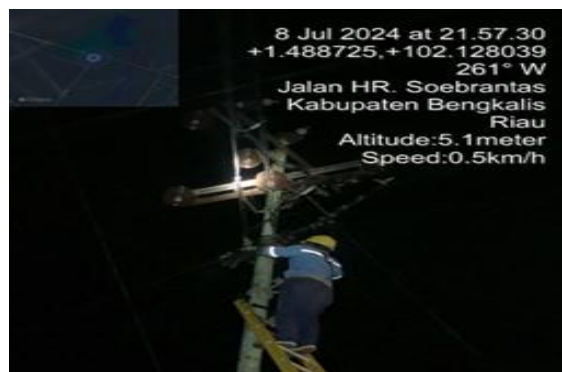 8 Jul 2024 at 21.57.30
+1.488725,+102.128039
261° W
Jalan HR. Soebrantas
Kabupaten Bengkalis
Riau
Altitude:5.1meter
Speed:0.5km/h